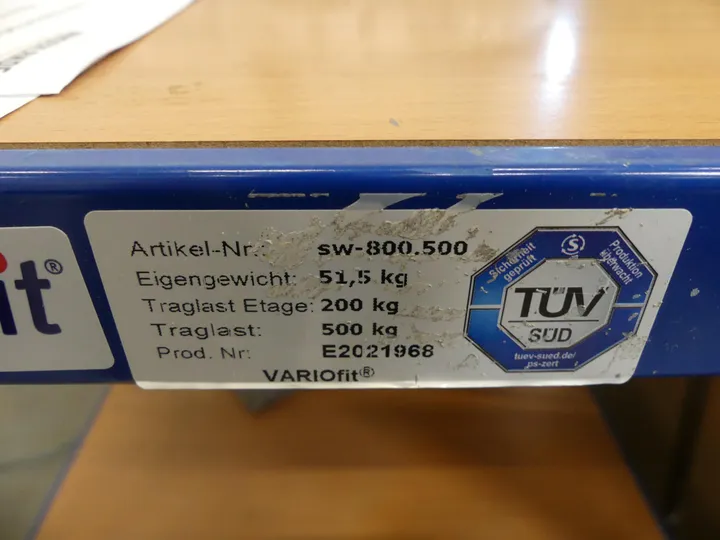 it®
Artikel-Nr.: sw-800.500
Eigengewicht: 51,5 kg
Traglast Etage: 200 kg
Traglast: 500 kg
Prod. Nr: E2021968
VARIOfit®
Sicherheit
geprüft
S
Produktion
überwacht
TÜV
SÜD
tuev-sued.de/
ps-zert